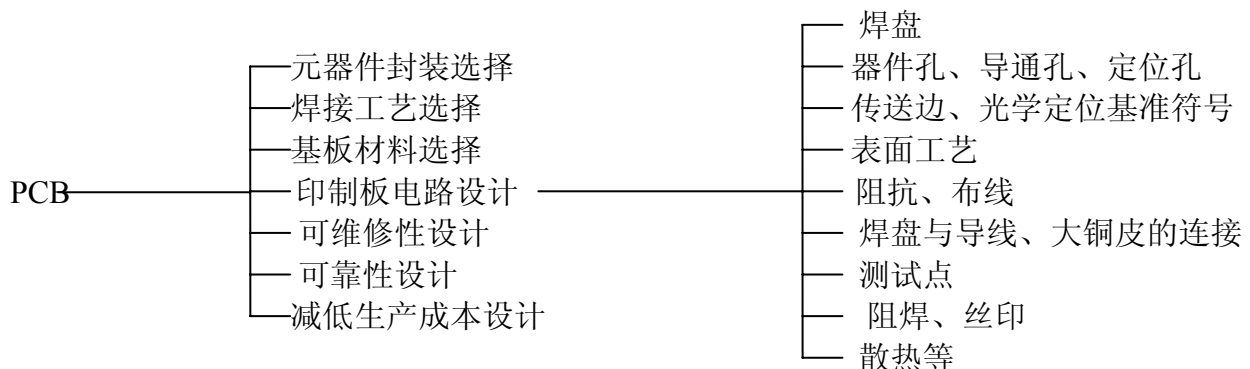 PCB
元器件封装选择
焊接工艺选择
基板材料选择
印制板电路设计
可维修性设计
可靠性设计
减低生产成本设计
焊盘
器件孔、导通孔、定位孔
传送边、光学定位基准符号
表面工艺
阻抗、布线
焊盘与导线、大铜皮的连接
测试点
阻焊、丝印
散热等